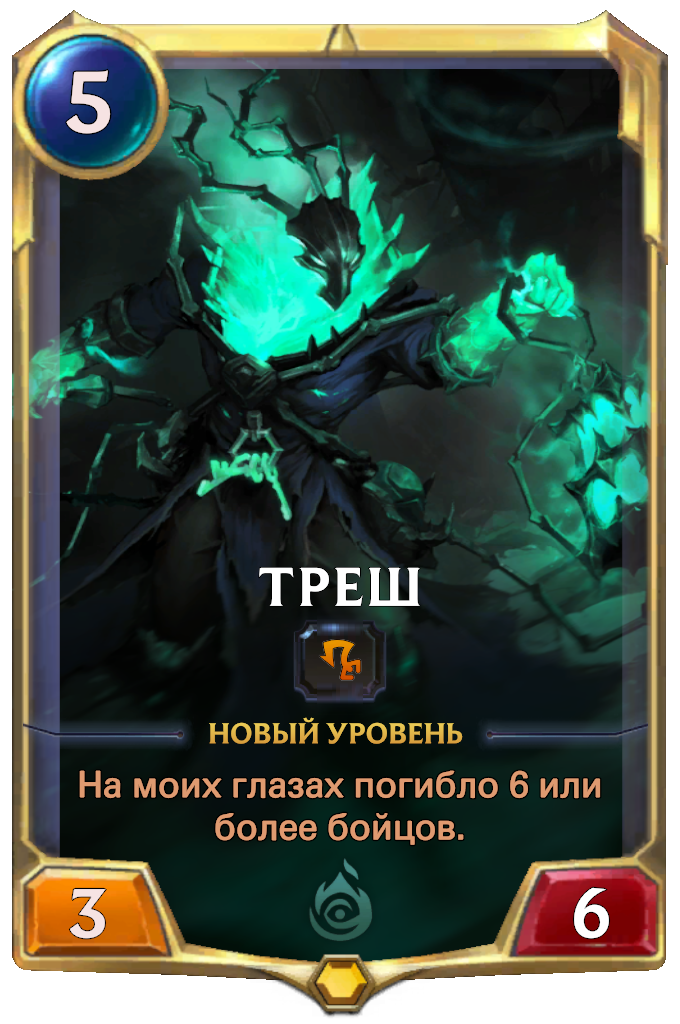 5
ТРЕШ
НОВЫЙ УРОВЕНЬ
На моих глазах погибло 6 или
более бойцов.
3
6